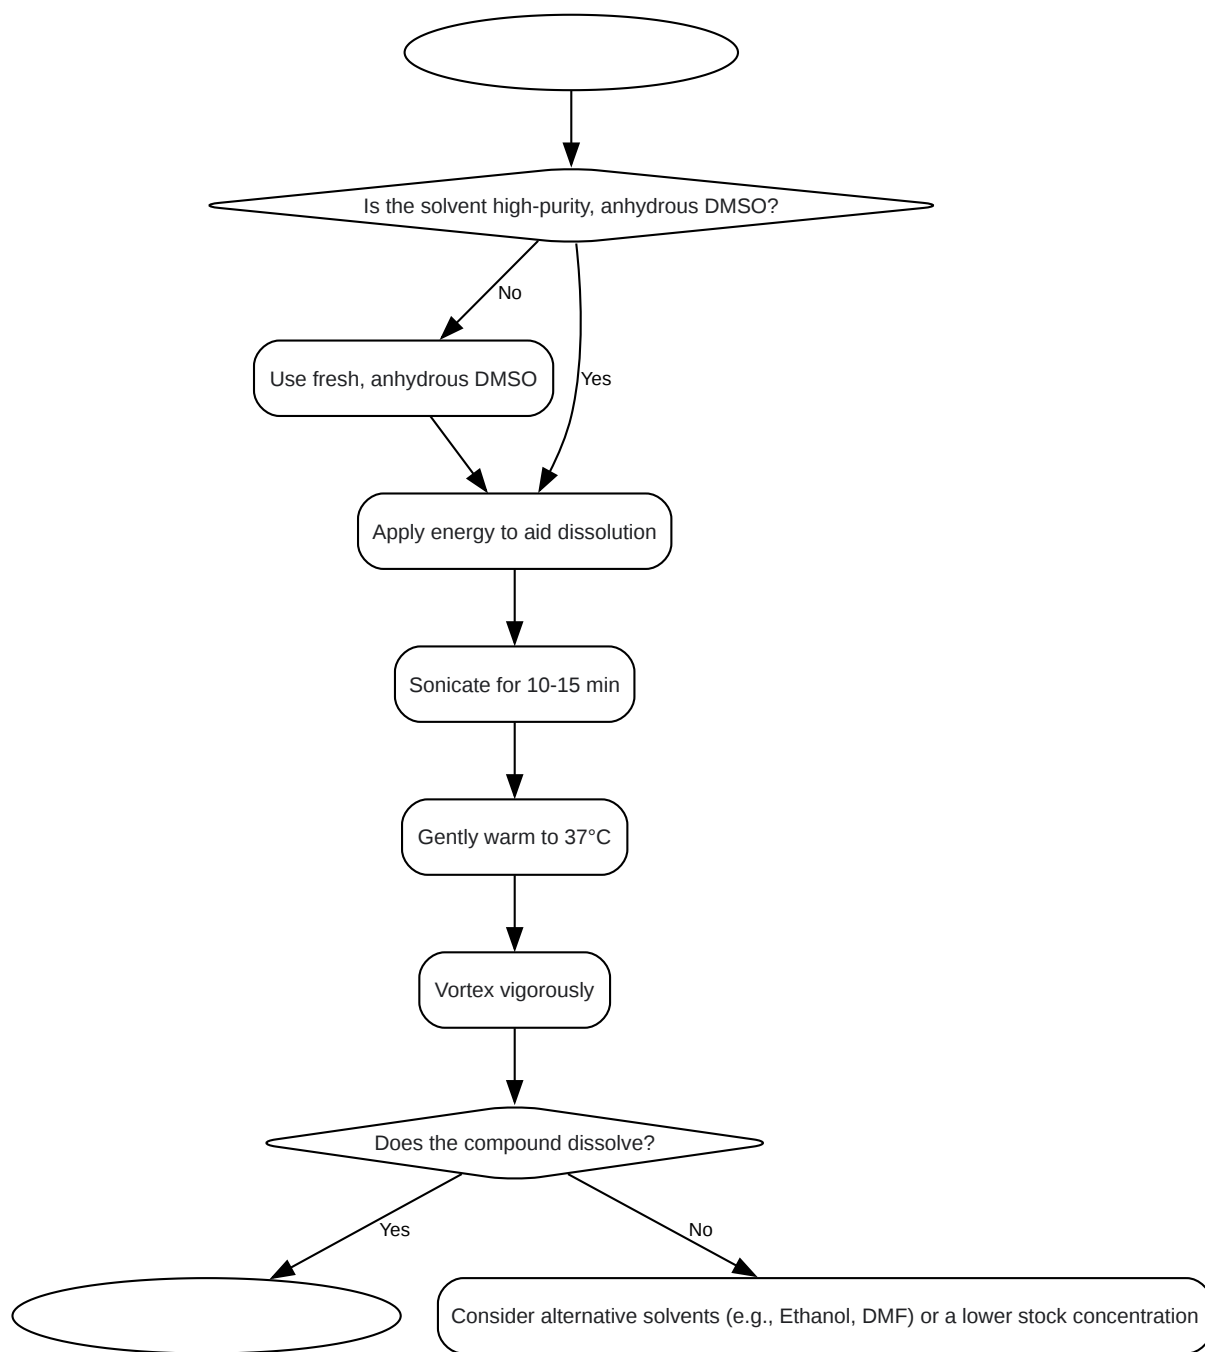 Is the solvent high-purity, anhydrous DMSO?
No
Use fresh, anhydrous DMSO
Yes
Apply energy to aid dissolution
Sonicate for 10-15 min
Gently warm to 37°C
Vortex vigorously
Does the compound dissolve?
Yes
No
Consider alternative solvents (e.g., Ethanol, DMF) or a lower stock concentration